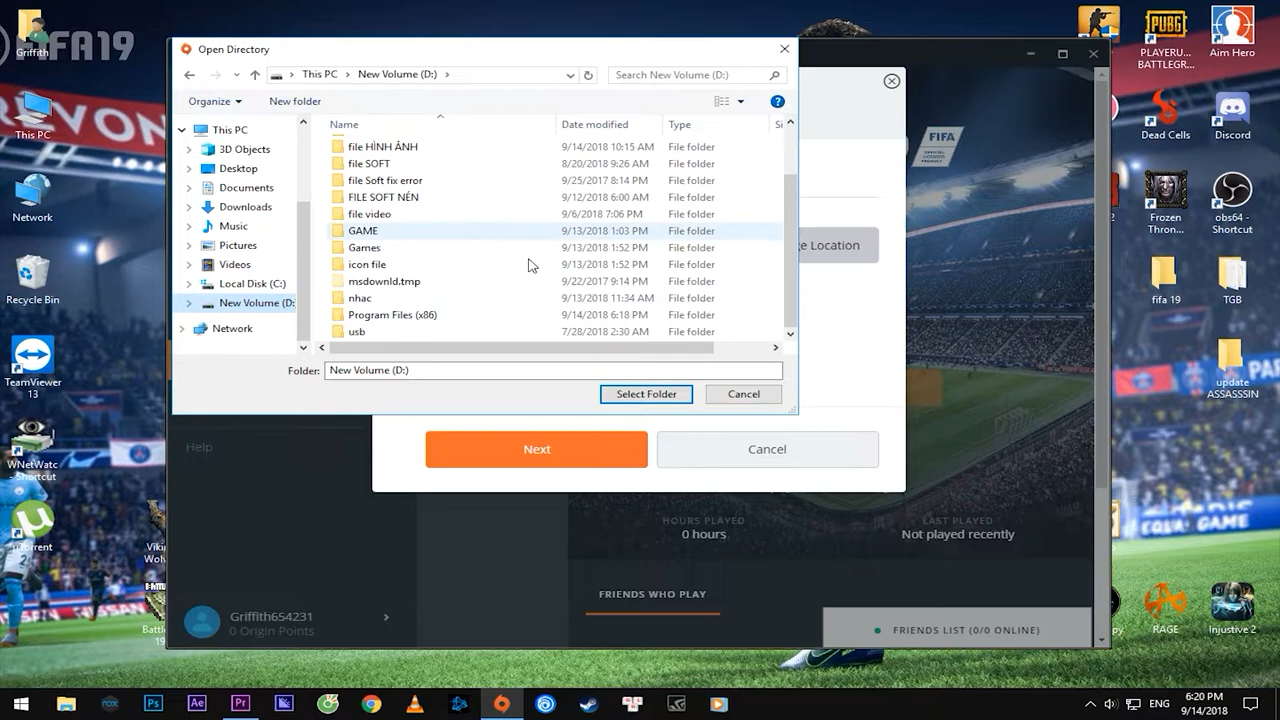 FA19
Griffith
This PC
Network
Recycle Bin
TeamViewer
13
WNetWatc
- Shortcut
Open Directory
This PC
New Volume (D:)
Search New Volume (D:)
Organize
New folder
This PC
3D Objects
Desktop
Documents
Downloads
Music
Pictures
Videos
Local Disk (C:)
New Volume (D:
Network
Name
Date modified
Type
Si
file HÌNH ẢNH 9/14/2018 10:15 AM File folder
file SOFT 8/20/2018 9:26 AM File folder
file Soft fix error 9/25/2017 8:14 PM File folder
FILE SOFT NÉN 9/12/2018 6:00 AM File folder
file video 9/6/2018 7:06 PM File folder
GAME 9/13/2018 1:03 PM File folder
Games 9/13/2018 1:52 PM File folder
icon file 9/13/2018 1:52 PM File folder
msdownld.tmp 9/22/2017 9:14 PM File folder
nhac 9/13/2018 11:34 AM File folder
Program Files (x86) 9/14/2018 6:18 PM File folder
usb 7/28/2018 2:30 AM File folder
Folder: New Volume (D:)
Select Folder
Cancel
ge Location
FIFA
Next
Cancel
Help
HOURS PLAYED
0 hours
LAST PLAYED
Not played recently
FRIENDS WHO PLAY
Griffith654231
0 Origin Points
FRIENDS LIST (0/0 ONLINE)
PUBG
PLAYERU...
BATTLEGR...
Aim Hero
Dead Cells
Discord
Frozen
Thron...
obs64 -
Shortcut
fifa 19
TGB
update
ASSASSIN
RAGE
Injustive 2
nox
Ps
Ae
Pr
ENG
6:20 PM
9/14/2018